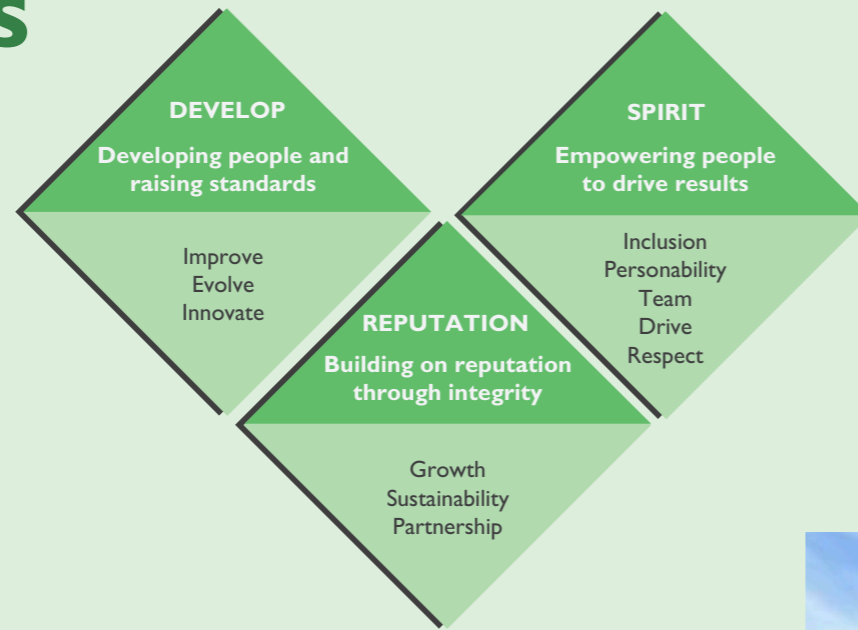 s
DEVELOP
Developing people and
raising standards
Improve
Evolve
Innovate
SPIRIT
Empowering people
to drive results
Inclusion
Personability
Team
Drive
Respect
REPUTATION
Building on reputation
through integrity
Growth
Sustainability
Partnership